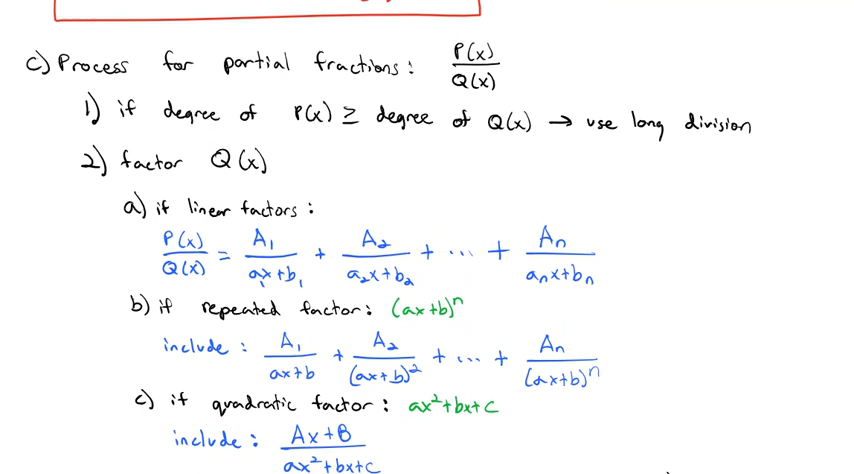 c) Process for partial fractions: P(x)/Q(x)
1) if degree of P(x) ≥ degree of Q(x) → use long division
2) factor Q(x)
a) if linear factors:
P(x)/Q(x) = A₁/(a₁x+b₁) + A₂/(a₂x+b₂) + ... + Aₙ/(aₙx+bₙ)
b) if repeated factor: (ax+b)ⁿ
include: A₁/(ax+b) + A₂/(ax+b)² + ... + Aₙ/(ax+b)ⁿ
c) if quadratic factor: ax²+bx+c
include: (Ax+B)/(ax²+bx+c)